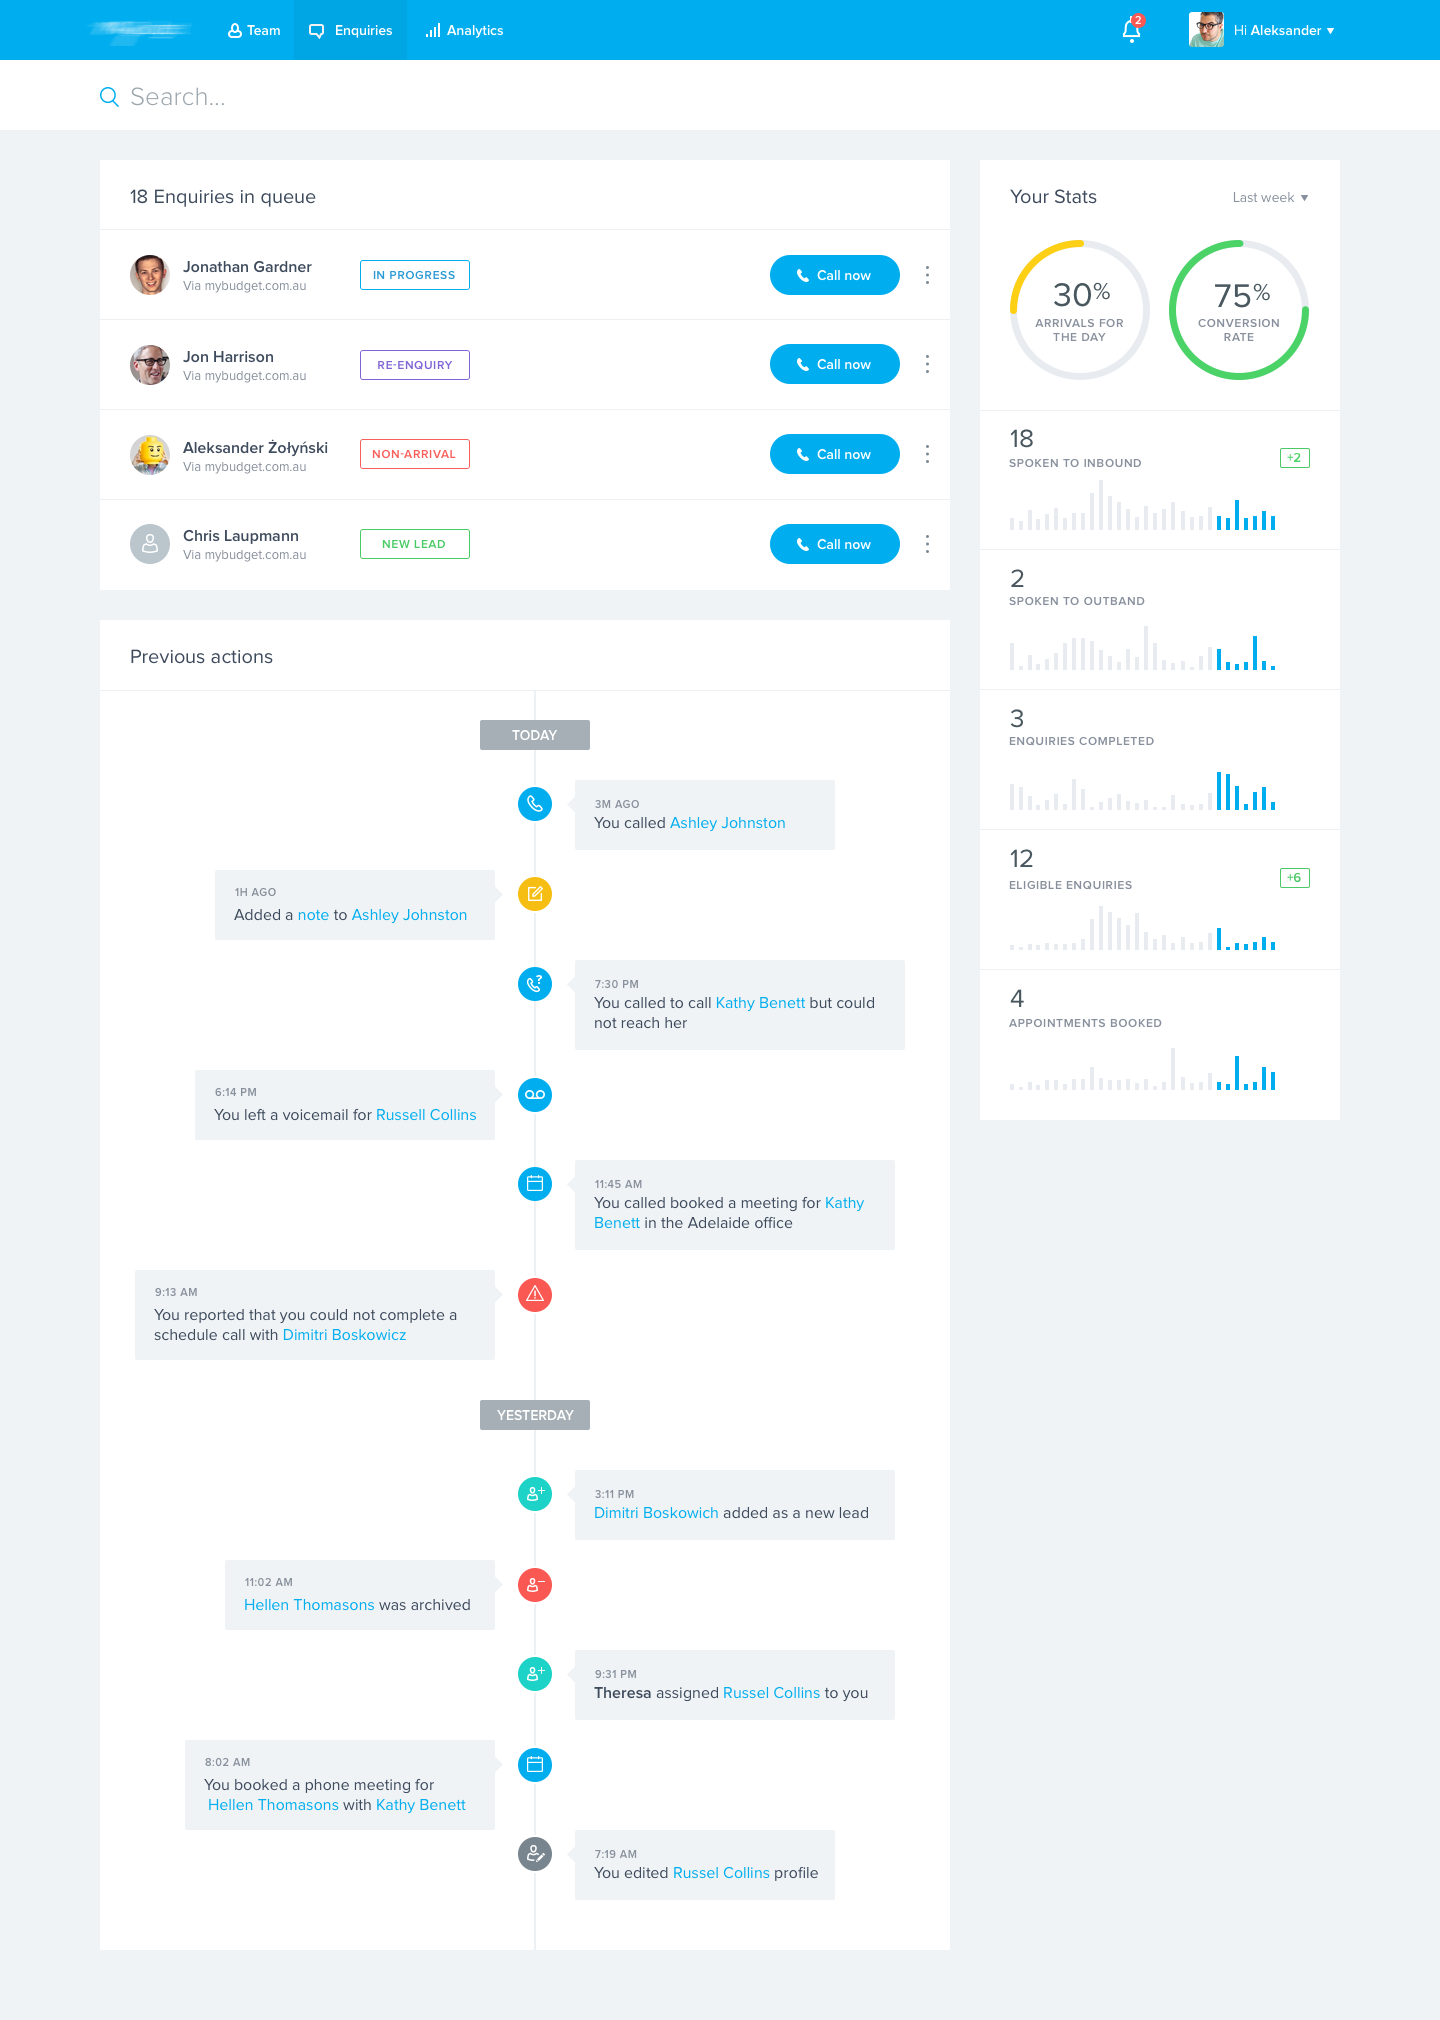 Team
Enquiries
Analytics
2
Hi Aleksander
Search...
18 Enquiries in queue
Jonathan Gardner
Via mybudget.com.au
IN PROGRESS
Call now
Jon Harrison
Via mybudget.com.au
RE-ENQUIRY
Call now
Aleksander Żołyński
Via mybudget.com.au
NON-ARRIVAL
Call now
Chris Laupmann
Via mybudget.com.au
NEW LEAD
Call now
Previous actions
TODAY
3M AGO
You called Ashley Johnston
1H AGO
Added a note to Ashley Johnston
7:30 PM
You called to call Kathy Benett but could
not reach her
6:14 PM
You left a voicemail for Russell Collins
11:45 AM
You called booked a meeting for Kathy
Benett in the Adelaide office
9:13 AM
You reported that you could not complete a
schedule call with Dimitri Boskowicz
YESTERDAY
3:11 PM
Dimitri Boskowich added as a new lead
11:02 AM
Hellen Thomasons was archived
9:31 PM
Theresa assigned Russel Collins to you
8:02 AM
You booked a phone meeting for
Hellen Thomasons with Kathy Benett
7:19 AM
You edited Russel Collins profile
Your Stats
Last week
30%
ARRIVALS FOR
THE DAY
75%
CONVERSION
RATE
18
SPOKEN TO INBOUND
+2
2
SPOKEN TO OUTBAND
3
ENQUIRIES COMPLETED
12
ELIGIBLE ENQUIRIES
+6
4
APPOINTMENTS BOOKED